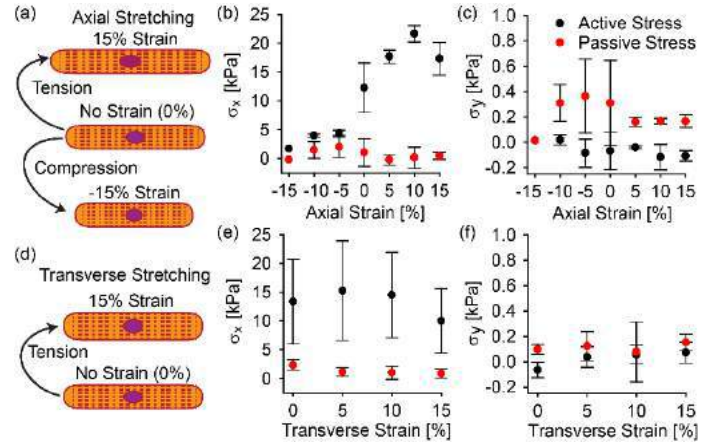 (a)
Axial Stretching
15% Strain
Tension
No Strain (0%)
Compression
-15% Strain
(b)
25
20
15
10
5
0
σx [kPa]
-15 -10 -5 0 5 10 15
Axial Strain [%]
(c)
1.0
0.8
0.6
0.4
0.2
0.0
-0.2
σy [kPa]
Active Stress
Passive Stress
-15 -10 -5 0 5 10 15
Axial Strain [%]
(d)
Transverse Stretching
15% Strain
Tension
No Strain (0%)
(e)
25
20
15
10
5
0
σx [kPa]
0 5 10 15
Transverse Strain [%]
(f)
1.0
0.8
0.6
0.4
0.2
0.0
-0.2
σy [kPa]
0 5 10 15
Transverse Strain [%]